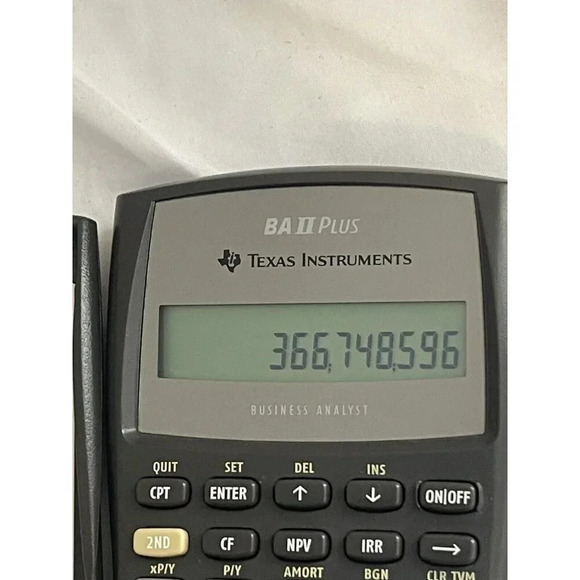 BA II PLUS
TEXAS INSTRUMENTS
366,748,596
BUSINESS ANALYST
QUIT SET DEL INS
CPT ENTER ↑ ↓ ON|OFF
2ND CF NPV IRR →
xP/Y P/Y AMORT BGN CLR TVM